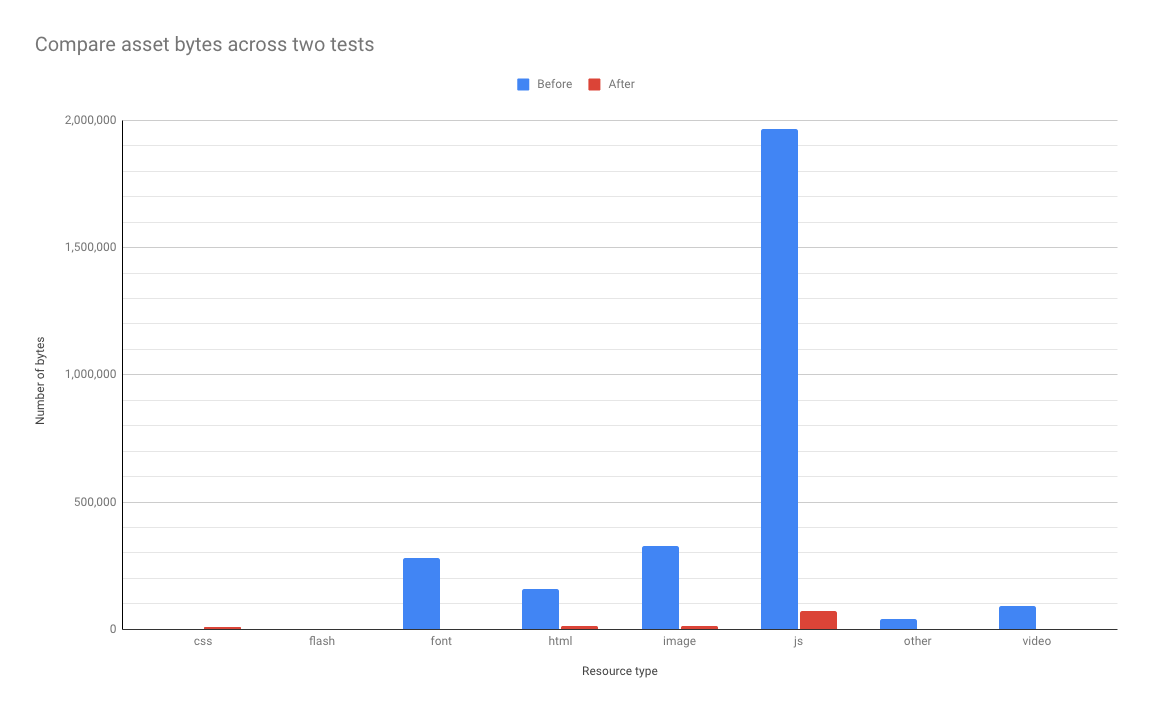 Compare asset bytes across two tests
Before After
2,000,000
1,500,000
1,000,000
500,000
0
Number of bytes
css flash font html image js other video
Resource type